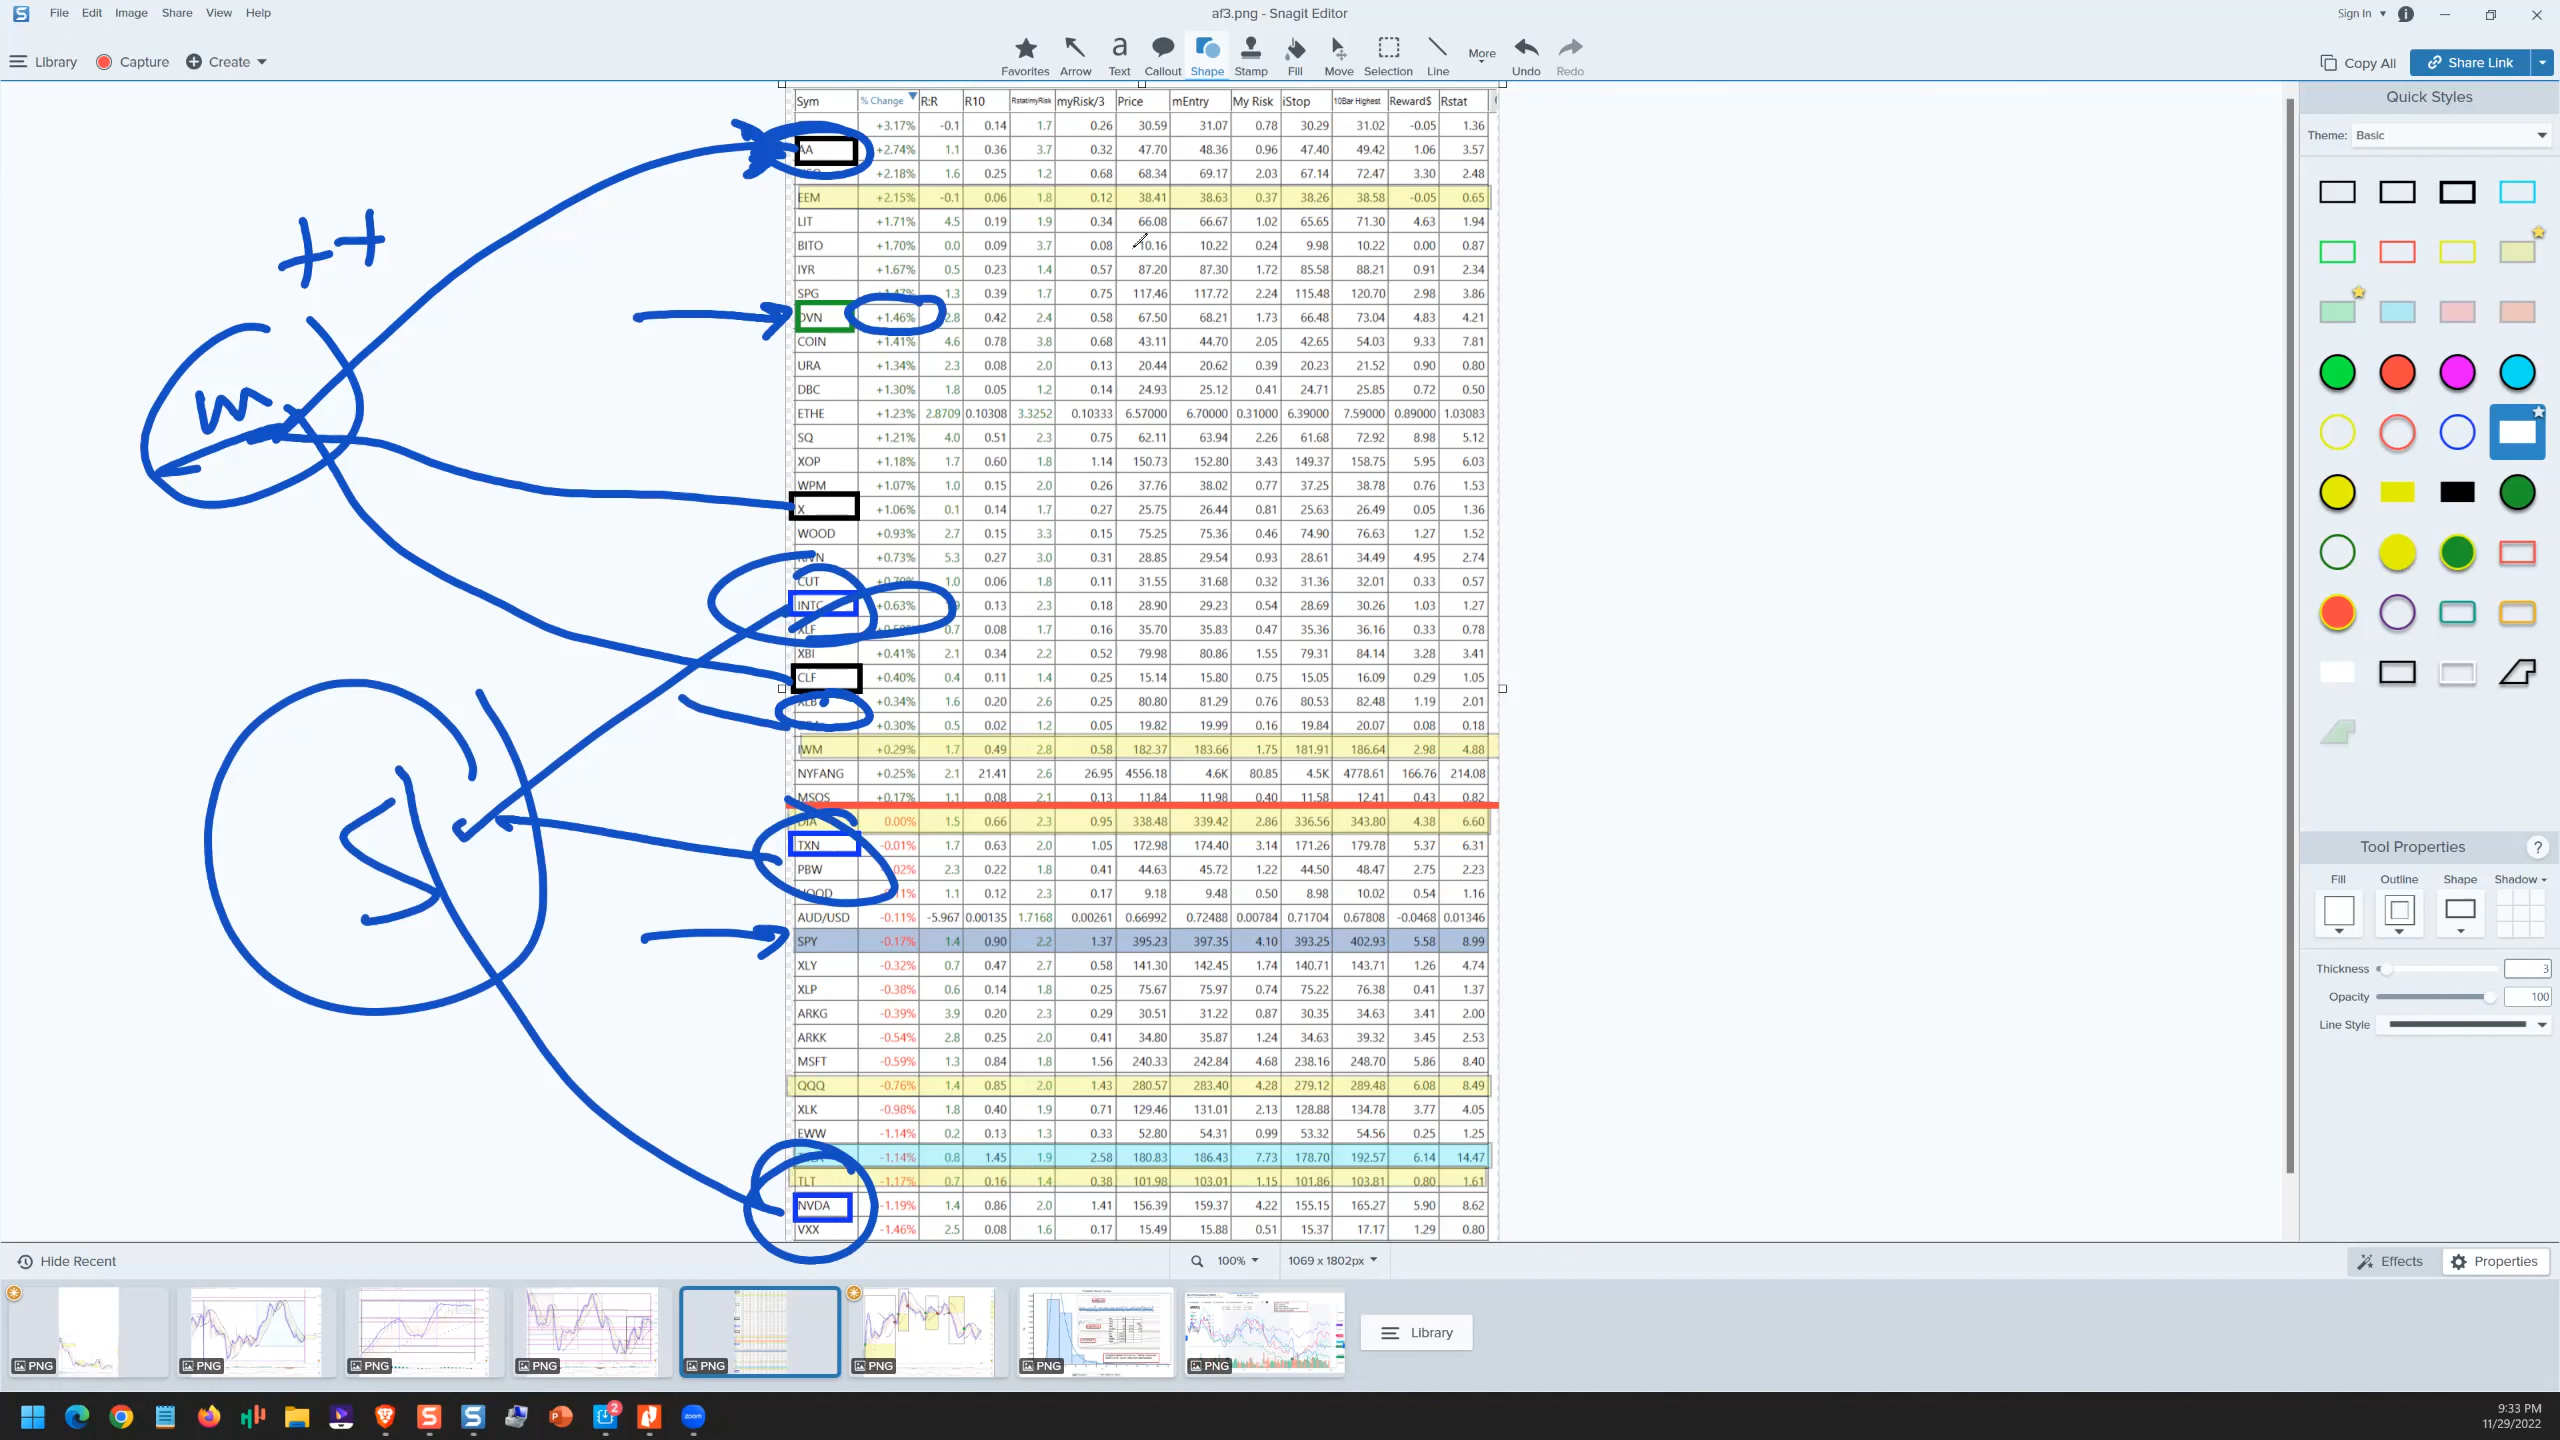 af3.png - Snagit Editor
File Edit Image Share View Help
Sign In
Library Capture Create
Favorites Arrow Text Callout Shape Stamp Fill Move Selection Line More Undo Redo
Copy All Share Link
Quick Styles
Theme: Basic
Sym % Change R:R R10 Rstat/myRisk myRisk/3 Price mEntry My Risk iStop 10Bar Highest Reward$ Rstat
+3.17% -0.1 0.14 1.7 0.26 30.59 31.07 0.78 30.29 31.02 -0.05 1.36
AA +2.74% 1.1 0.36 3.7 0.32 47.70 48.36 0.96 47.40 49.42 1.06 3.57
+2.18% 1.6 0.25 1.2 0.68 68.34 69.17 2.03 67.14 72.47 3.30 2.48
EEM +2.15% -0.1 0.06 1.8 0.12 38.41 38.63 0.37 38.26 38.58 -0.05 0.65
LIT +1.71% 4.5 0.19 1.9 0.34 66.08 66.67 1.02 65.65 71.30 4.63 1.94
BITO +1.70% 0.0 0.09 3.7 0.08 10.16 10.22 0.24 9.98 10.22 0.00 0.87
IYR +1.67% 0.5 0.23 1.4 0.57 87.20 87.30 1.72 85.58 88.21 0.91 2.34
SPG +1.47% 1.3 0.39 1.7 0.75 117.46 117.72 2.24 115.48 120.70 2.98 3.86
DVN +1.46% 2.8 0.42 2.4 0.58 67.50 68.21 1.73 66.48 73.04 4.83 4.21
COIN +1.41% 4.6 0.78 3.8 0.68 43.11 44.70 2.05 42.65 54.03 9.33 7.81
URA +1.34% 2.3 0.08 2.0 0.13 20.44 20.62 0.39 20.23 21.52 0.90 0.80
DBC +1.30% 1.8 0.05 1.2 0.14 24.93 25.12 0.41 24.71 25.85 0.72 0.50
ETHE +1.23% 2.8709 0.10308 3.3252 0.10333 6.57000 6.70000 0.31000 6.39000 7.59000 0.89000 1.03083
SQ +1.21% 4.0 0.51 2.3 0.75 62.11 63.94 2.26 61.68 72.92 8.98 5.12
XOP +1.18% 1.7 0.60 1.8 1.14 150.73 152.80 3.43 149.37 158.75 5.95 6.03
WPM +1.07% 1.0 0.15 2.0 0.26 37.76 38.02 0.77 37.25 38.78 0.76 1.53
X +1.06% 0.1 0.14 1.7 0.27 25.75 26.44 0.81 25.63 26.49 0.05 1.36
WOOD +0.93% 2.7 0.15 3.3 0.15 75.25 75.36 0.46 74.90 76.63 1.27 1.52
+0.73% 5.3 0.27 3.0 0.31 28.85 29.54 0.93 28.61 34.49 4.95 2.74
CUT 1.0 0.06 1.8 0.11 31.55 31.68 0.32 31.36 32.01 0.33 0.57
INTC +0.63% 0.13 2.3 0.18 28.90 29.23 0.54 28.69 30.26 1.03 1.27
XLF 0.7 0.08 1.7 0.16 35.70 35.83 0.47 35.36 36.16 0.33 0.78
XBI +0.41% 2.1 0.34 2.2 0.52 79.98 80.86 1.55 79.31 84.14 3.28 3.41
CLF +0.40% 0.4 0.11 1.4 0.25 15.14 15.80 0.75 15.05 16.09 0.29 1.05
XLB +0.34% 1.6 0.20 2.6 0.25 80.80 81.29 0.76 80.53 82.48 1.19 2.01
+0.30% 0.5 0.02 1.2 0.05 19.82 19.99 0.16 19.84 20.07 0.08 0.18
IWM +0.29% 1.7 0.49 2.8 0.58 182.37 183.66 1.75 181.91 186.64 2.98 4.88
NYFANG +0.25% 2.1 21.41 2.6 26.95 4556.18 4.6K 80.85 4.5K 4778.61 166.76 214.08
MSOS +0.17% 1.1 0.08 2.1 0.13 11.84 11.98 0.40 11.58 12.41 0.43 0.82
DIA 0.00% 1.5 0.66 2.3 0.95 338.48 339.42 2.86 336.56 343.80 4.38 6.60
TXN -0.01% 1.7 0.63 2.0 1.05 172.98 174.40 3.14 171.26 179.78 5.37 6.31
PBW 2.3 0.22 1.8 0.41 44.63 45.72 1.22 44.50 48.47 2.75 2.23
1.1 0.12 2.3 0.17 9.18 9.48 0.50 8.98 10.02 0.54 1.16
AUD/USD -0.11% -5.967 0.00135 1.7168 0.00261 0.66992 0.72488 0.00784 0.71704 0.67808 -0.0468 0.01346
SPY -0.17% 1.4 0.90 2.2 1.37 395.23 397.35 4.10 393.25 402.93 5.58 8.99
XLY -0.32% 0.7 0.47 2.7 0.58 141.30 142.45 1.74 140.71 143.71 1.26 4.74
XLP -0.38% 0.6 0.14 1.8 0.25 75.67 75.97 0.74 75.22 76.38 0.41 1.37
ARKG -0.39% 3.9 0.20 2.3 0.29 30.51 31.22 0.87 30.35 34.63 3.41 2.00
ARKK -0.54% 2.8 0.25 2.0 0.41 34.80 35.87 1.24 34.63 39.32 3.45 2.53
MSFT -0.59% 1.3 0.84 1.8 1.56 240.33 242.84 4.68 238.16 248.70 5.86 8.40
QQQ -0.76% 1.4 0.85 2.0 1.43 280.57 283.40 4.28 279.12 289.48 6.08 8.49
XLK -0.98% 1.8 0.40 1.9 0.71 129.46 131.01 2.13 128.88 134.78 3.77 4.05
EWW -1.14% 0.2 0.13 1.3 0.33 52.80 54.31 0.99 53.32 54.56 0.25 1.25
-1.14% 0.8 1.45 1.9 2.58 180.83 186.43 7.73 178.70 192.57 6.14 14.47
TLT -1.17% 0.7 0.16 1.4 0.38 101.98 103.01 1.15 101.86 103.81 0.80 1.61
NVDA -1.19% 1.4 0.86 2.0 1.41 156.39 159.37 4.22 155.15 165.27 5.90 8.62
VXX -1.46% 2.5 0.08 1.6 0.17 15.49 15.88 0.51 15.37 17.17 1.29 0.80
++
m
S
Tool Properties
?
Fill Outline Shape Shadow
Thickness 3
Opacity 100
Line Style
Hide Recent
100% 1069 x 1802px
Effects Properties
PNG PNG PNG PNG PNG PNG PNG PNG
Library
2
zoom
9:33 PM
11/29/2022